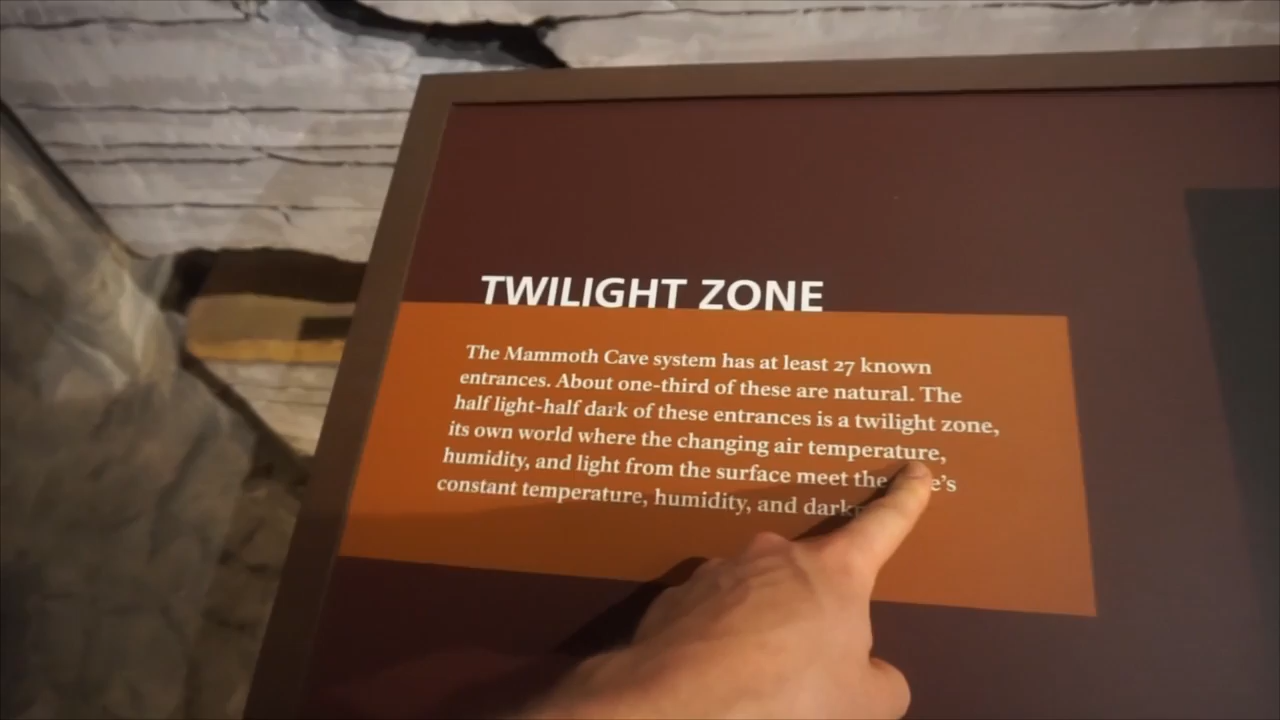 TWILIGHT ZONE
The Mammoth Cave system has at least 27 known
entrances. About one-third of these are natural. The
half light-half dark of these entrances is a twilight zone,
its own world where the changing air temperature,
humidity, and light from the surface meet the
constant temperature, humidity, and